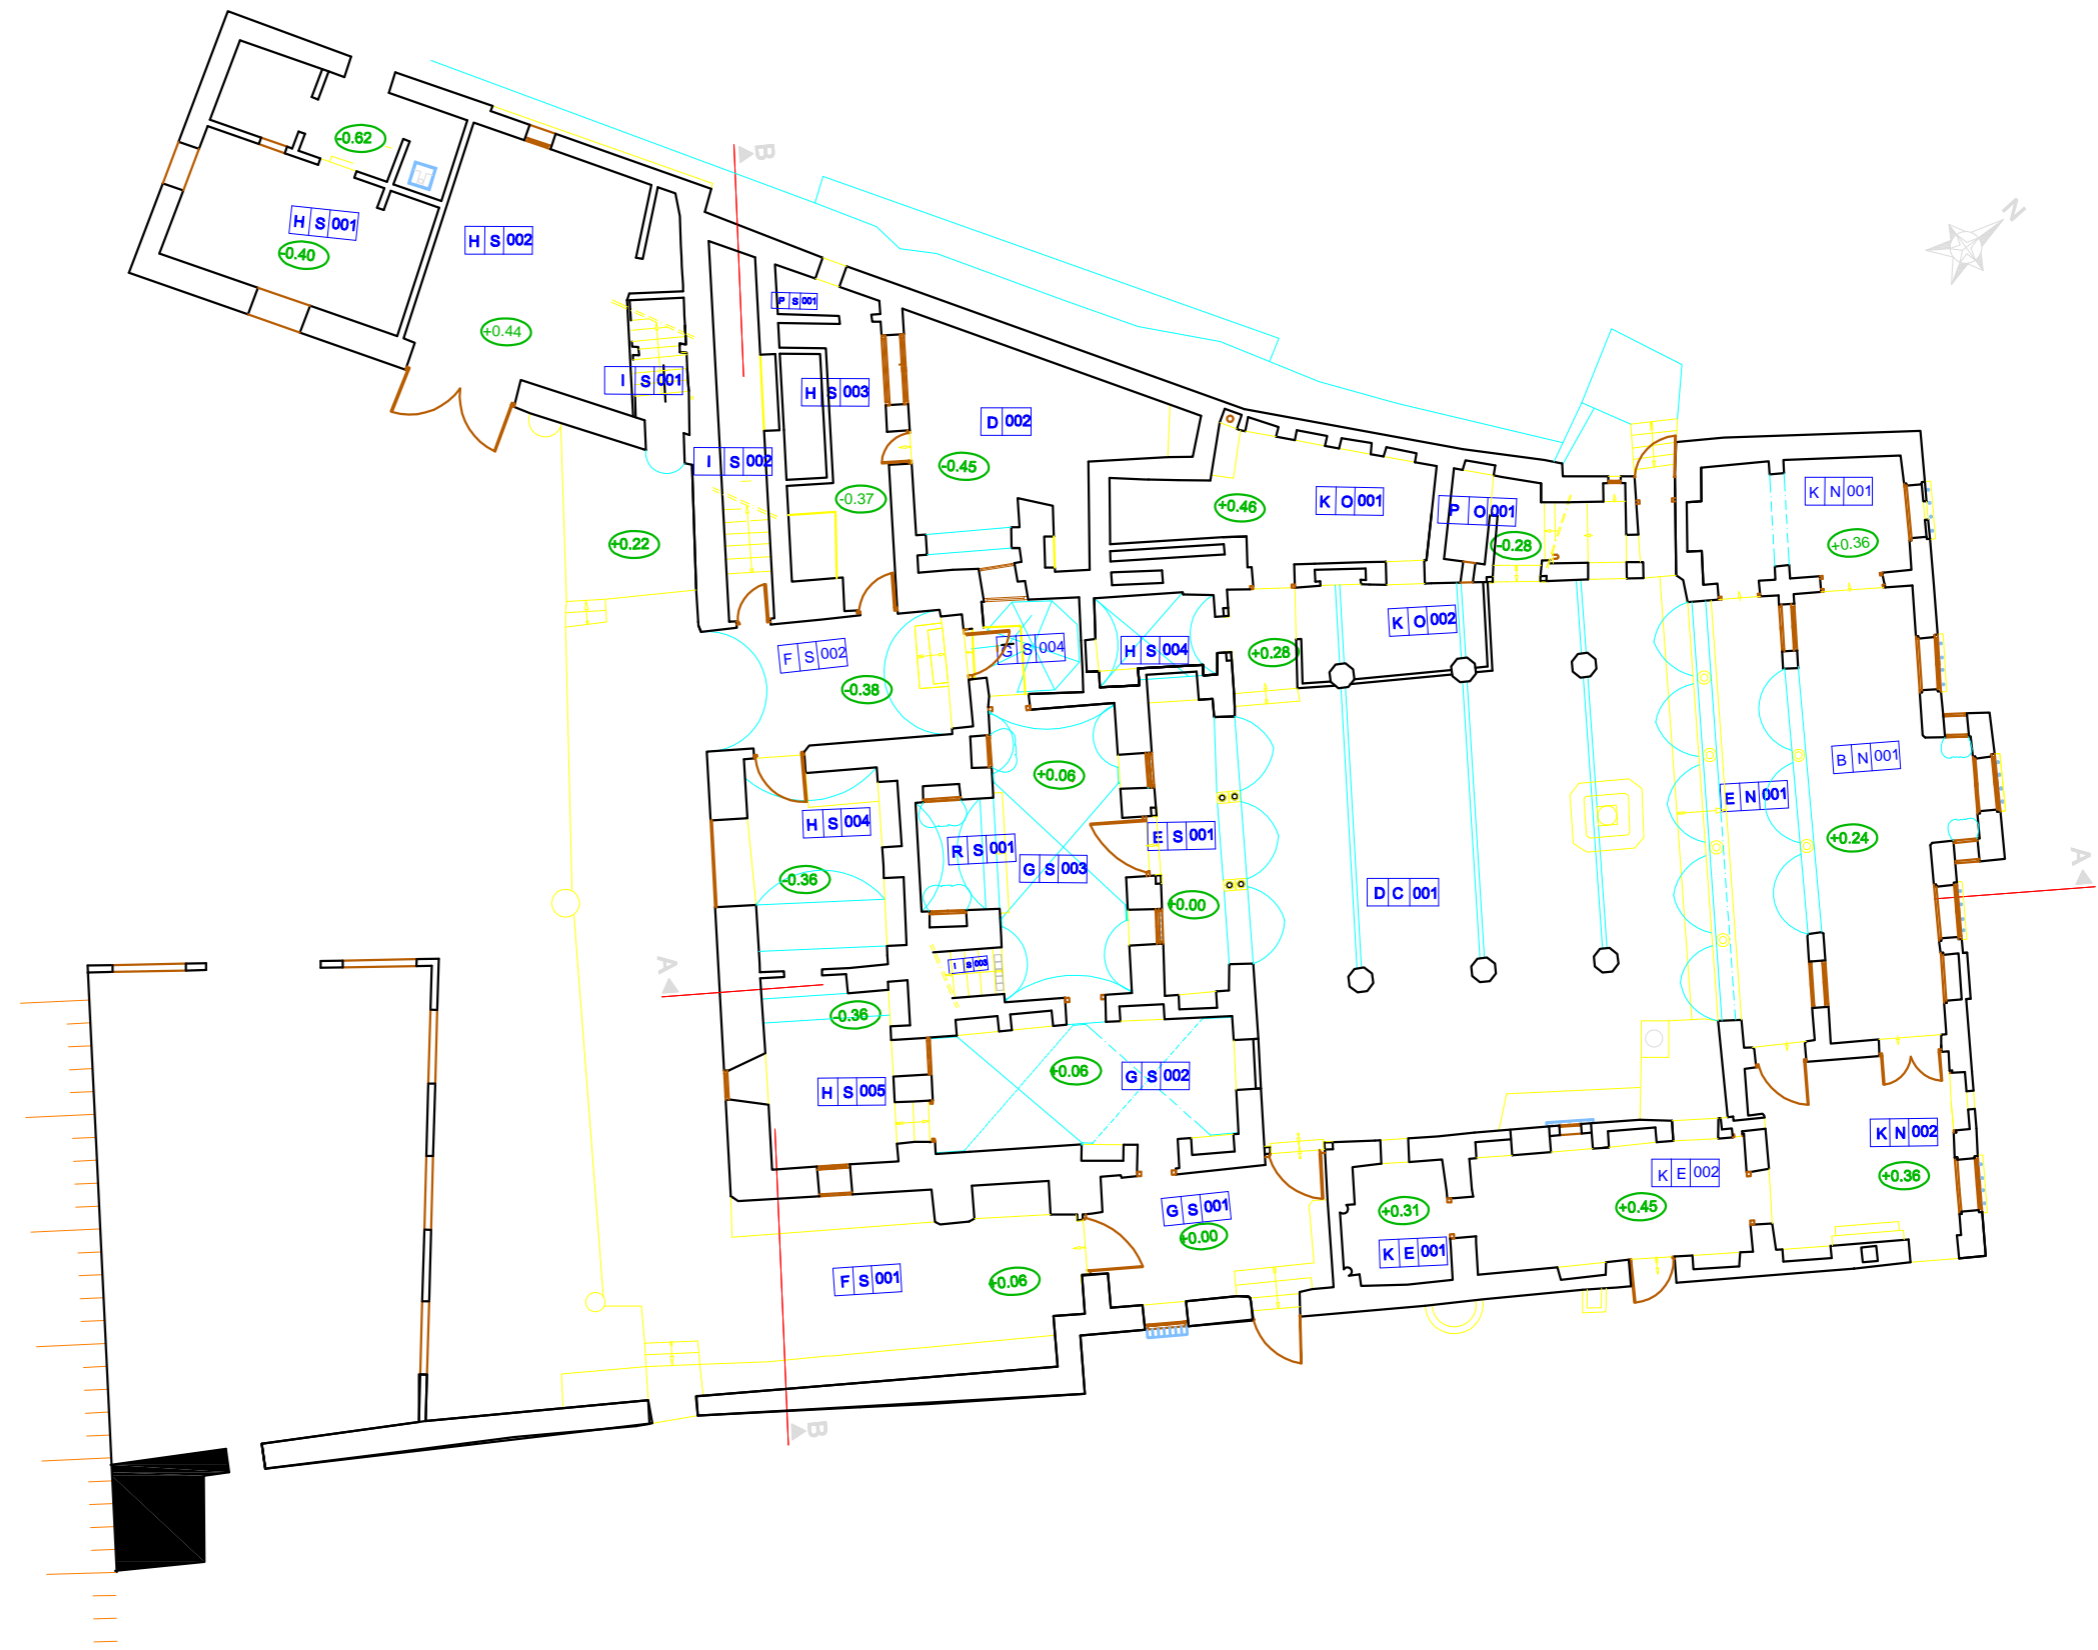 B
N
-0.62
H S 001
-0.40
H S 002
+0.44
P S 001
I S 001
H S 003
D 002
-0.45
I S 002
-0.37
+0.22
+0.46
K O 001
P O 001
-0.28
K N 001
+0.36
F S 002
-0.38
G S 004
H S 004
+0.28
K O 002
+0.06
B N 001
E N 001
+0.24
H S 004
R S 001
G S 003
E S 001
-0.36
+0.00
D C 001
A
A
I S 003
-0.36
+0.06
H S 005
G S 002
K N 002
K E 002
+0.36
G S 001
+0.31
+0.45
+0.00
K E 001
F S 001
+0.06
B